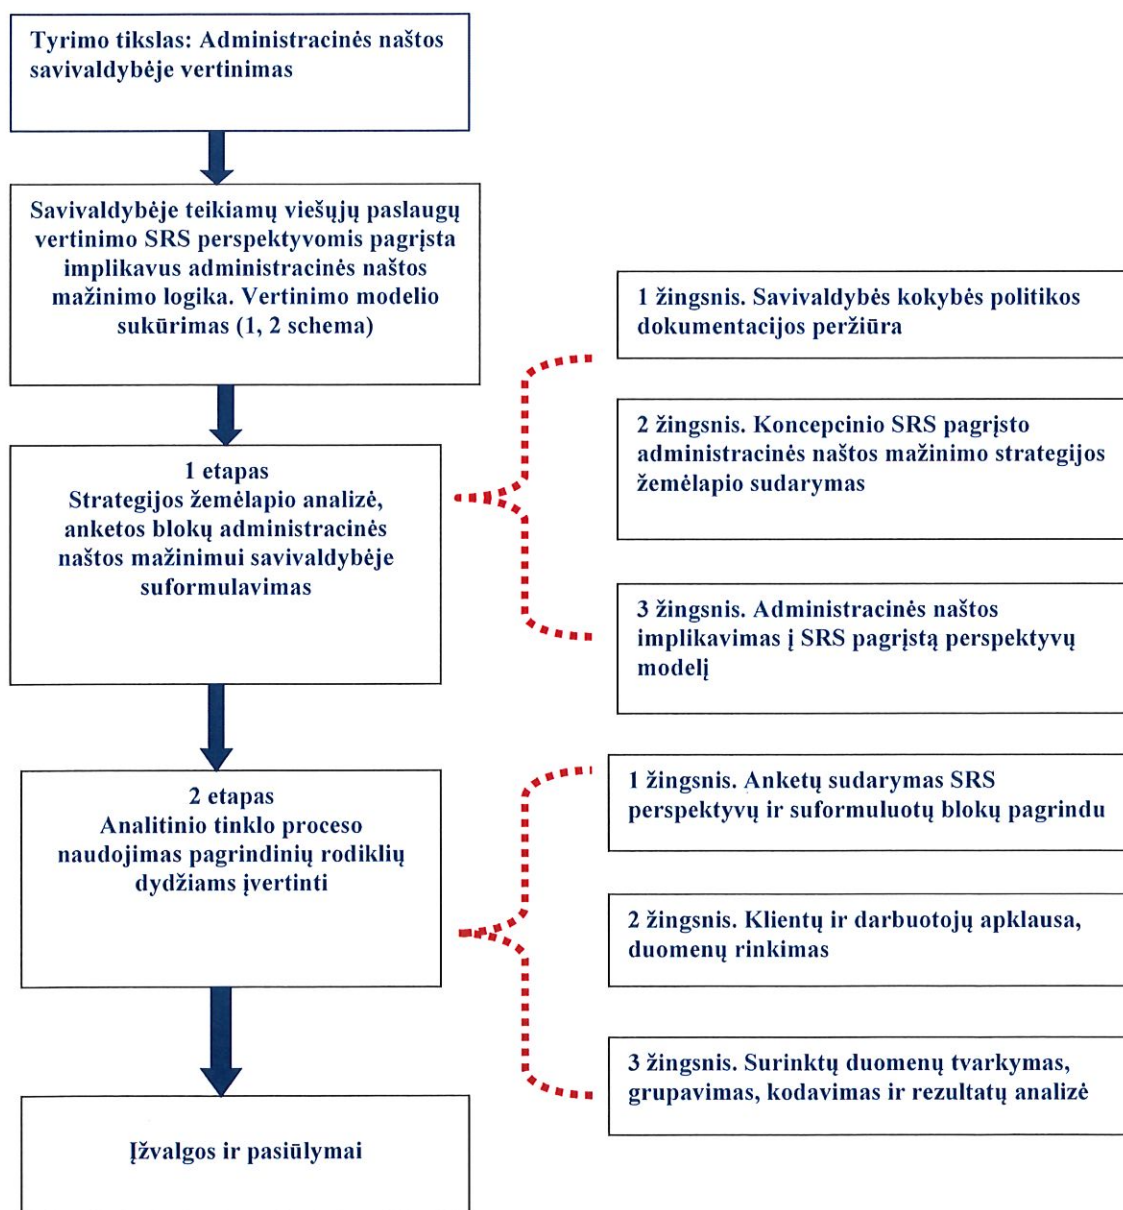 Tyrimo tikslas: Administracinės naštos
savivaldybėje vertinimas
Savivaldybėje teikiamų viešųjų paslaugų
vertinimo SRS perspektyvomis pagrįsta
implikavus administracinės naštos
mažinimo logika. Vertinimo modelio
sukūrimas (1, 2 schema)
1 etapas
Strategijos žemėlapio analizė,
anketos blokų administracinės
naštos mažinimui savivaldybėje
suformulavimas
1 žingsnis. Savivaldybės kokybės politikos
dokumentacijos peržiūra
2 žingsnis. Koncepcinio SRS pagrįsto
administracinės naštos mažinimo strategijos
žemėlapio sudarymas
3 žingsnis. Administracinės naštos
implikavimas į SRS pagrįstą perspektyvų
modelį
2 etapas
Analitinio tinklo proceso
naudojimas pagrindinių rodiklių
dydžiams įvertinti
1 žingsnis. Anketų sudarymas SRS
perspektyvų ir suformuluotų blokų pagrindu
2 žingsnis. Klientų ir darbuotojų apklausa,
duomenų rinkimas
3 žingsnis. Surinktų duomenų tvarkymas,
grupavimas, kodavimas ir rezultatų analizė
Įžvalgos ir pasiūlymai